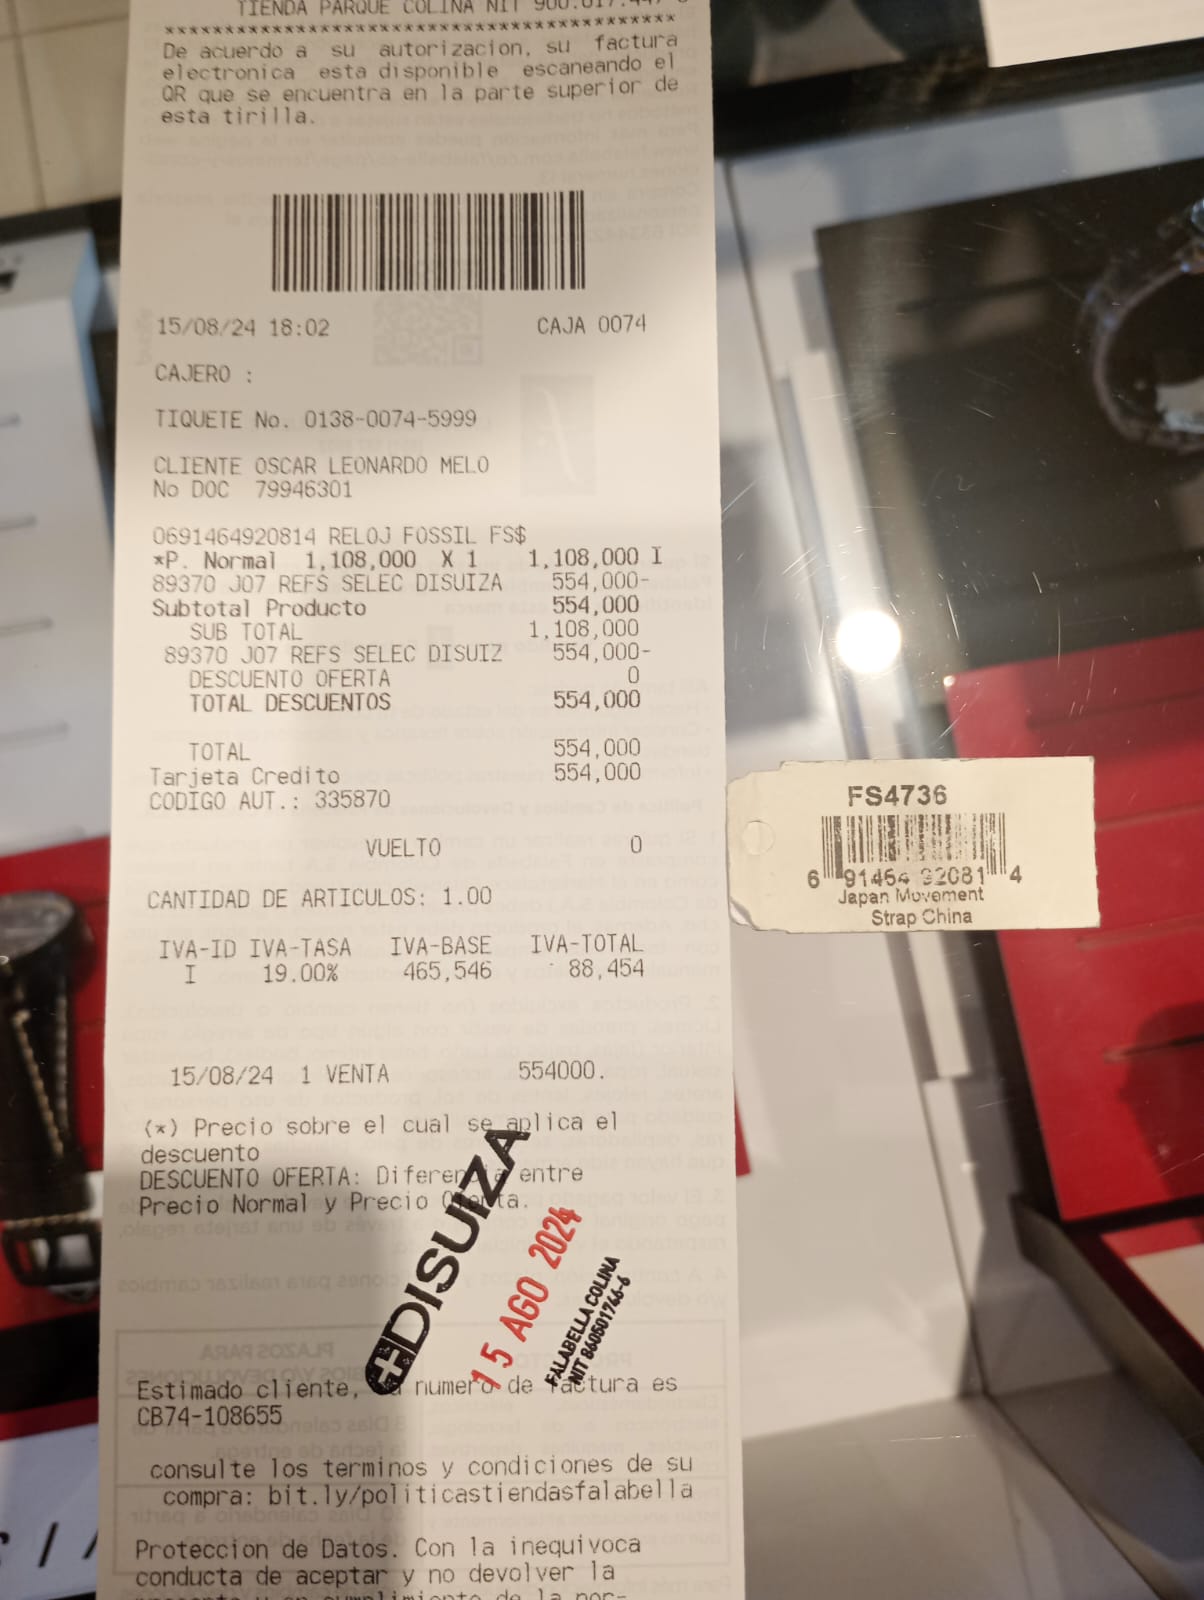 TIENDA PARQUE COLINA NIT 900.017.447-8
****************************************
De acuerdo a su autorizacion, su factura
electronica esta disponible escaneando el
QR que se encuentra en la parte superior de
esta tirilla.
15/08/24 18:02 CAJA 0074
CAJERO :
TIQUETE No. 0138-0074-5999
CLIENTE OSCAR LEONARDO MELO
No DOC 79946301
0691464920814 RELOJ FOSSIL FS$
*P. Normal 1,108,000 X 1 1,108,000 I
89370 J07 REFS SELEC DISUIZA 554,000-
Subtotal Producto 554,000
SUB TOTAL 1,108,000
89370 J07 REFS SELEC DISUIZ 554,000-
DESCUENTO OFERTA 0
TOTAL DESCUENTOS 554,000
TOTAL 554,000
Tarjeta Credito 554,000
CODIGO AUT.: 335870
VUELTO 0
CANTIDAD DE ARTICULOS: 1.00
IVA-ID IVA-TASA IVA-BASE IVA-TOTAL
I 19.00% 465,546 88,454
15/08/24 1 VENTA 554000.
(*) Precio sobre el cual se aplica el
descuento
DESCUENTO OFERTA: Diferencia entre
Precio Normal y Precio Oferta.
DISUIZA
15 AGO 2024
FALABELLA COLINA
NIT 860501766-6
Estimado cliente, numero de factura es
CB74-108655
consulte los terminos y condiciones de su
compra: bit.ly/politicastiendasfalabella
Proteccion de Datos. Con la inequivoca
conducta de aceptar y no devolver la
FS4736
6 91464 92081 4
Japan Movement
Strap China